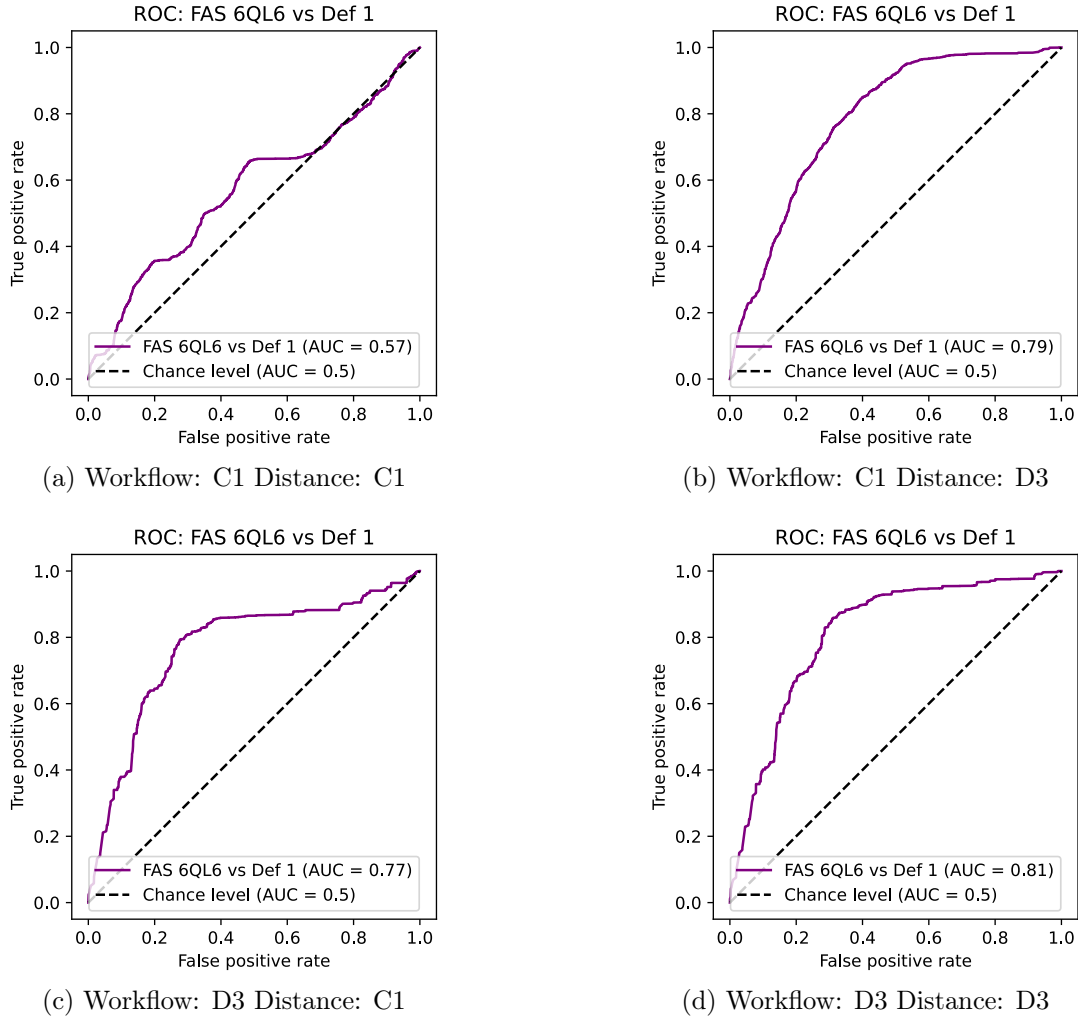 ROC: FAS 6QL6 vs Def 1
True positive rate
1.0
0.8
0.6
0.4
0.2
0.0
FAS 6QL6 vs Def 1 (AUC = 0.57)
Chance level (AUC = 0.5)
0.0 0.2 0.4 0.6 0.8 1.0
False positive rate
(a) Workflow: C1 Distance: C1
ROC: FAS 6QL6 vs Def 1
True positive rate
1.0
0.8
0.6
0.4
0.2
0.0
FAS 6QL6 vs Def 1 (AUC = 0.79)
Chance level (AUC = 0.5)
0.0 0.2 0.4 0.6 0.8 1.0
False positive rate
(b) Workflow: C1 Distance: D3
ROC: FAS 6QL6 vs Def 1
True positive rate
1.0
0.8
0.6
0.4
0.2
0.0
FAS 6QL6 vs Def 1 (AUC = 0.77)
Chance level (AUC = 0.5)
0.0 0.2 0.4 0.6 0.8 1.0
False positive rate
(c) Workflow: D3 Distance: C1
ROC: FAS 6QL6 vs Def 1
True positive rate
1.0
0.8
0.6
0.4
0.2
0.0
FAS 6QL6 vs Def 1 (AUC = 0.81)
Chance level (AUC = 0.5)
0.0 0.2 0.4 0.6 0.8 1.0
False positive rate
(d) Workflow: D3 Distance: D3